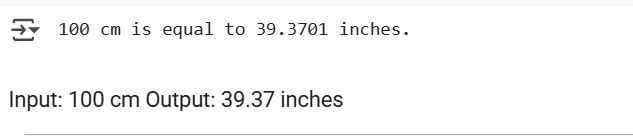 100 cm is equal to 39.3701 inches.
Input: 100 cm Output: 39.37 inches